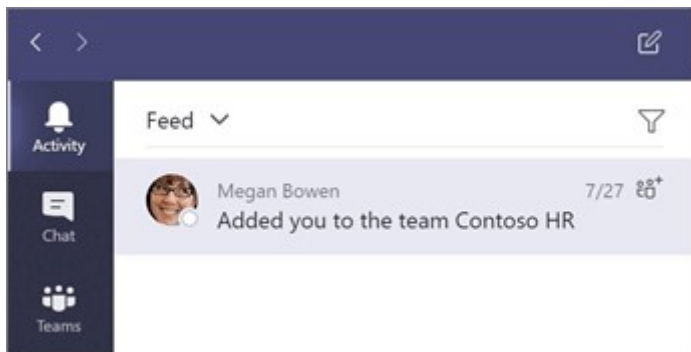 Activity
Feed
Megan Bowen 7/27
Added you to the team Contoso HR
Chat
Teams